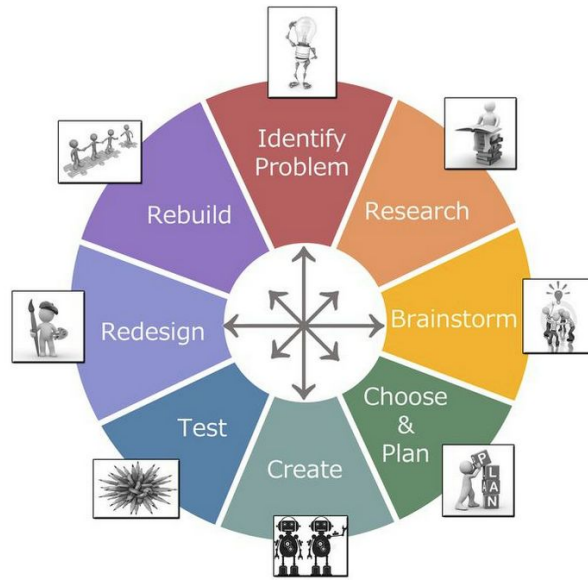 Identify
Problem
Research
Brainstorm
Choose
&
Plan
Create
Test
Redesign
Rebuild
PLAN